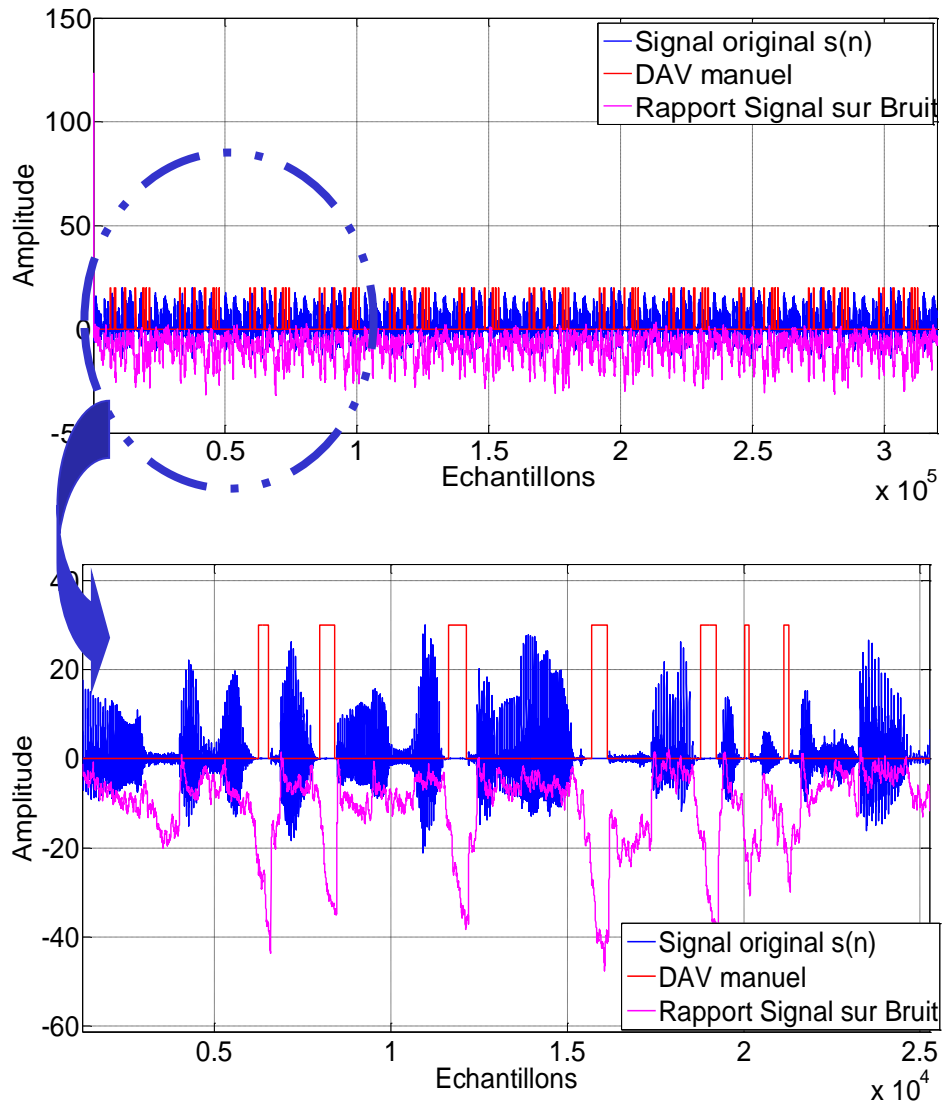 150
Signal original s(n)
DAV manuel
Rapport Signal sur Bruit
100
Amplitude
50
0
-5
0.5
1
1.5
2
2.5
3
Echantillons
x 10^5
40
Signal original s(n)
DAV manuel
Rapport Signal sur Bruit
20
Amplitude
0
-20
-40
-60
0.5
1
1.5
2
2.5
Echantillons
x 10^4